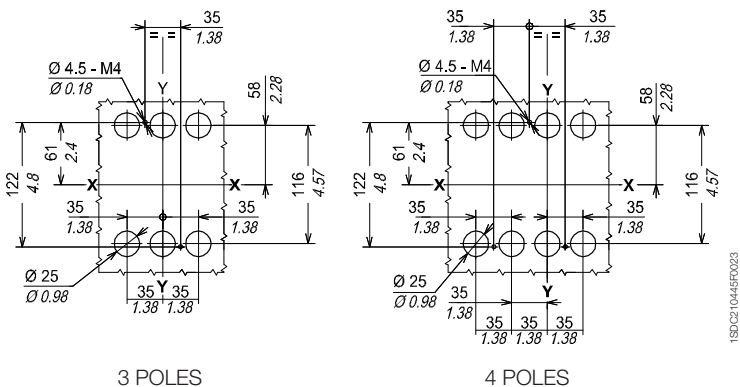 35
1.38
= =
Ø 4.5 - M4
Ø 0.18
Y
58
2.28
61
2.4
122
4.8
X
X
116
4.57
35
1.38
35
1.38
Ø 25
Ø 0.98
Y
35
1.38
35
1.38
3 POLES
35
1.38
35
1.38
= =
Ø 4.5 - M4
Ø 0.18
Y
58
2.28
61
2.4
122
4.8
X
X
116
4.57
35
1.38
35
1.38
Ø 25
Ø 0.98
35
1.38
Y
35
1.38
35
1.38
35
1.38
4 POLES
1SDC210445F0023